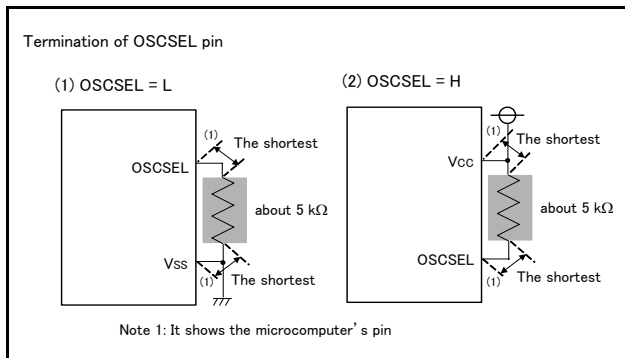 Termination of OSCSEL pin
(1) OSCSEL = L
(1)
The shortest
OSCSEL
about 5 kΩ
Vss
(1)
The shortest
(2) OSCSEL = H
(1)
The shortest
Vcc
about 5 kΩ
OSCSEL
(1)
The shortest
Note 1: It shows the microcomputer's pin